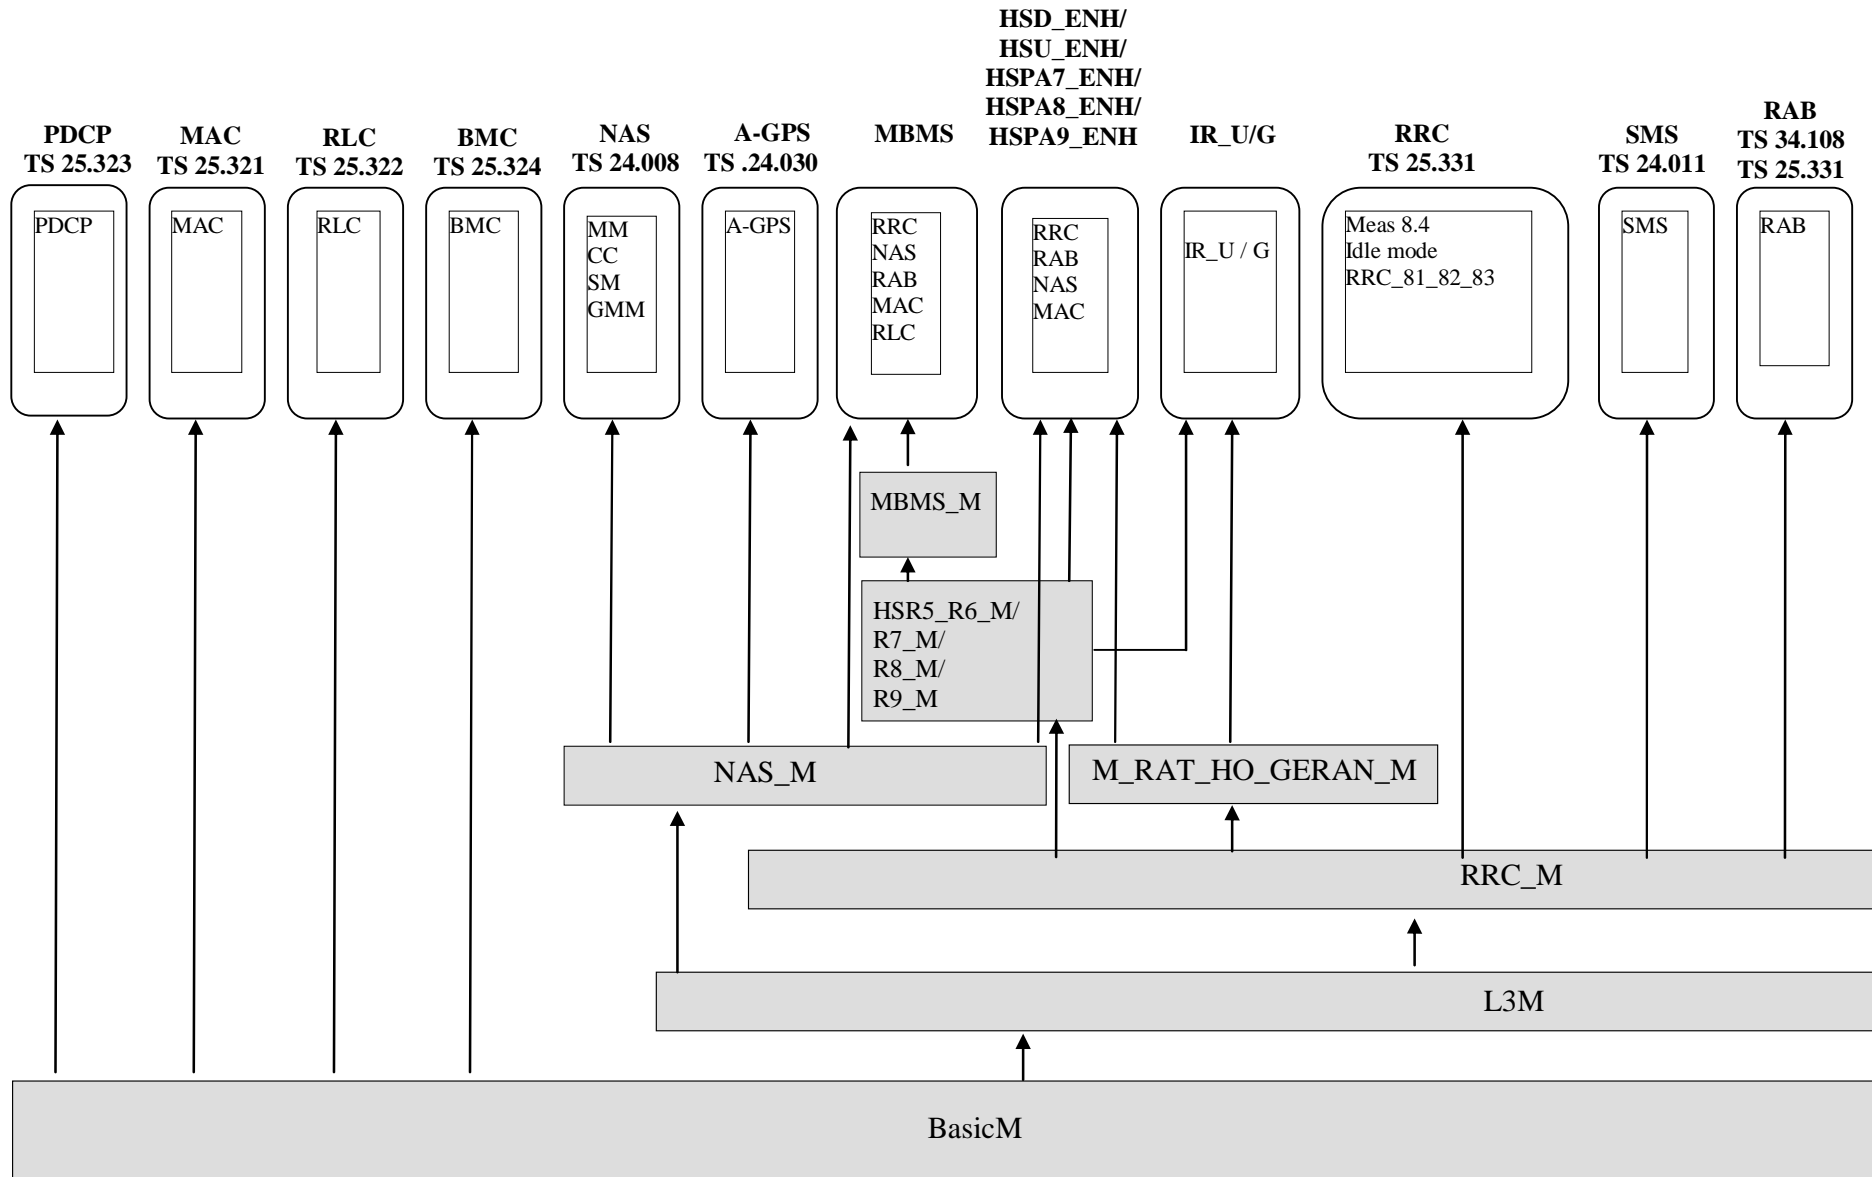 HSD_ENH/
HSU_ENH/
HSPA7_ENH/
HSPA8_ENH/
HSPA9_ENH
PDCP
TS 25.323
MAC
TS 25.321
RLC
TS 25.322
BMC
TS 25.324
NAS
TS 24.008
A-GPS
TS .24.030
MBMS
IR_U/G
RRC
TS 25.331
SMS
TS 24.011
RAB
TS 34.108
TS 25.331
PDCP
MAC
RLC
BMC
MM
CC
SM
GMM
A-GPS
RRC
NAS
RAB
MAC
RLC
RRC
RAB
NAS
MAC
IR_U / G
Meas 8.4
Idle mode
RRC_81_82_83
SMS
RAB
MBMS_M
HSR5_R6_M/
R7_M/
R8_M/
R9_M
NAS_M
M_RAT_HO_GERAN_M
RRC_M
L3M
BasicM